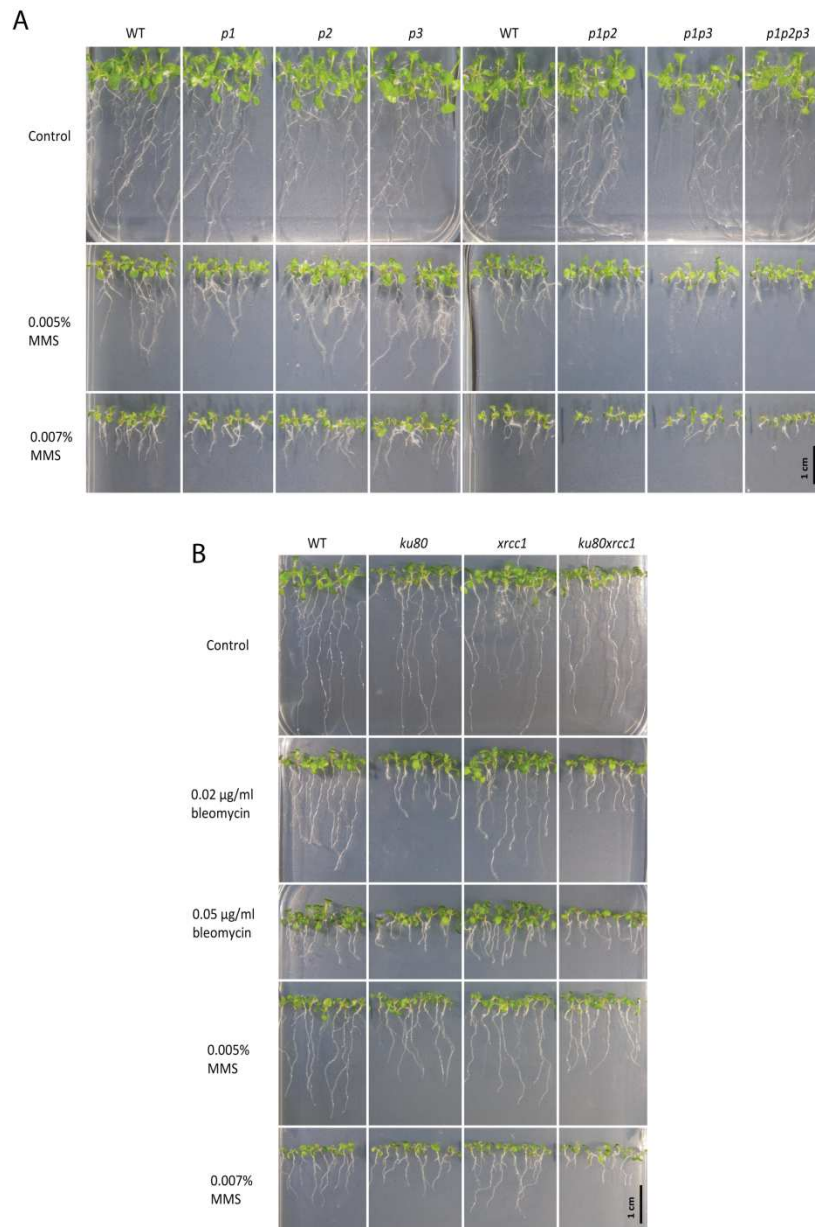 A
WT p1 p2 p3 WT p1p2 p1p3 p1p2p3
Control
0.005%
MMS
0.007%
MMS
1 cm
B
WT ku80 xrcc1 ku80xrcc1
Control
0.02 µg/ml
bleomycin
0.05 µg/ml
bleomycin
0.005%
MMS
0.007%
MMS
1 cm